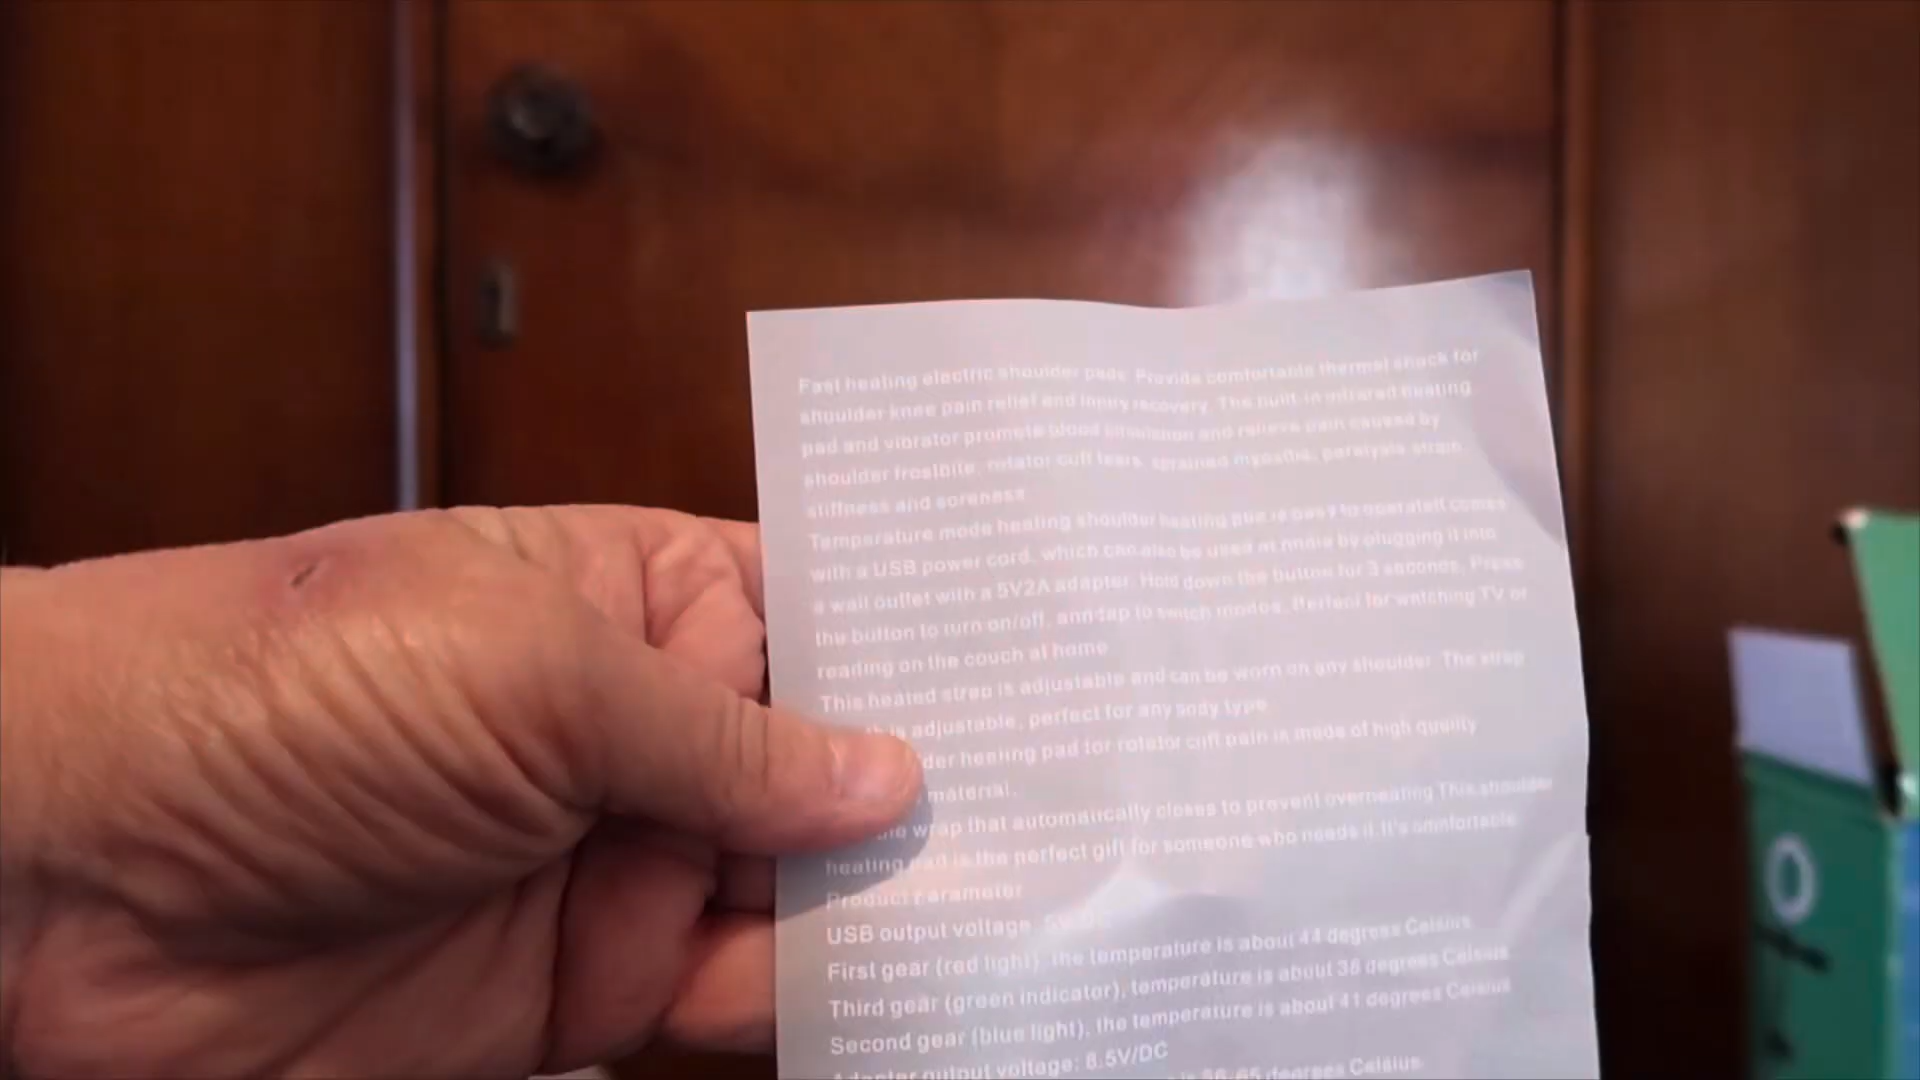 Fast healing electric shoulder pads. Provide comfortable thermal shack for
shoulder knee pain relief and injury recovery. The built-in infrared heating
pad and vibrator promote blood circulation and relieve pain caused by
shoulder frostbite, rotator cuff tears, sprained myositis, paralysis strain
stiffness and soreness
Temperature mode heating shoulder heating pad is easy to operateIt comes
with a USB power cord, which can also be used at home by plugging it into
a wall outlet with a 5V2A adapter. Hold down the button for 3 seconds. Press
the button to turn on/off, and tap to switch modes. Perfect for watching TV or
reading on the couch at home
This heated strap is adjustable and can be worn on any shoulder. The strap
is adjustable, perfect for any body type
heating pad for rotator cuff pain is made of high quality
material.
wrap that automatically closes to prevent overheating This shoulder
heating pad is the perfect gift for someone who needs it.It's comfortable
Product Parameter
USB output voltage: 5V/DC
First gear (red light), the temperature is about 44 degrees Celsius
Third gear (green indicator), temperature is about 38 degrees Celsius
Second gear (blue light), the temperature is about 41 degrees Celsius
Adapter output voltage: 8.5V/DC
is 56-65 degrees Celsius